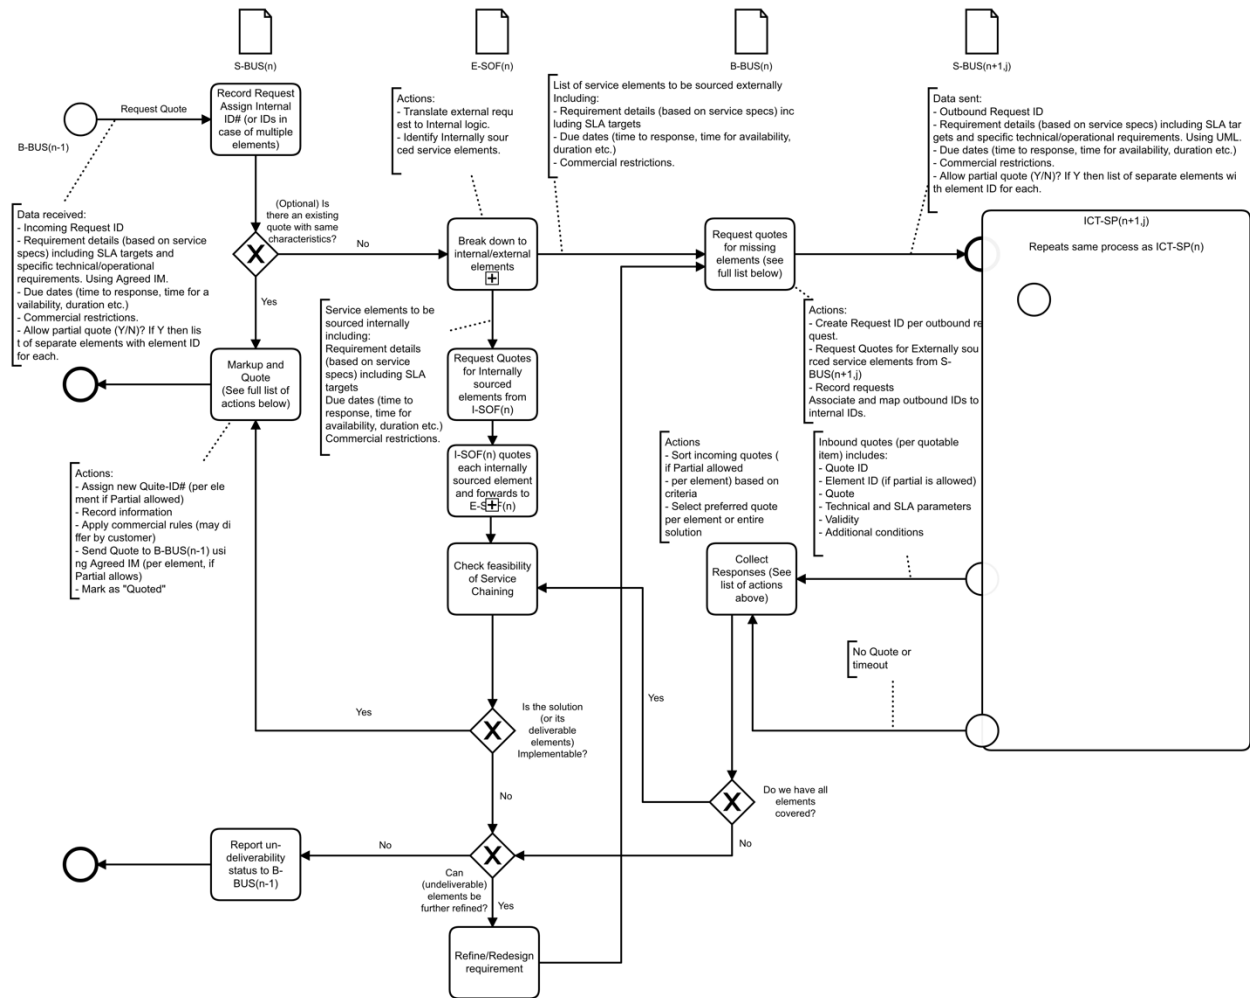 S-BUS(n)
E-SOF(n)
B-BUS(n)
S-BUS(n+1,j)
B-BUS(n-1)
Request Quote
Record Request
Assign Internal
ID# (or IDs in
case of multiple
elements)
Actions:
- Translate external requ
est to Internal logic.
- Identify Internally sour
ced service elements.
List of service elements to be sourced externally
Including:
- Requirement details (based on service specs) inc
luding SLA targets
- Due dates (time to response, time for availability,
duration etc.)
- Commercial restrictions.
Data sent:
- Outbound Request ID
- Requirement details (based on service specs) including SLA tar
gets and specific technical/operational requirements. Using UML.
- Due dates (time to response, time for availability, duration etc.)
- Commercial restrictions.
- Allow partial quote (Y/N)? If Y then list of separate elements wi
th element ID for each.
Data received:
- Incoming Request ID
- Requirement details (based on service
specs) including SLA targets and
specific technical/operational
requirements. Using Agreed IM.
- Due dates (time to response, time for a
vailability, duration etc.)
- Commercial restrictions.
- Allow partial quote (Y/N)? If Y then lis
t of separate elements with element ID
for each.
(Optional) Is
there an existing
quote with same
characteristics?
No
Yes
Break down to
internal/external
elements
Request quotes
for missing
elements (see
full list below)
ICT-SP(n+1,j)
Repeats same process as ICT-SP(n)
Markup and
Quote
(See full list of
actions below)
Service elements to be
sourced internally
including:
Requirement details
(based on service
specs) including SLA
targets
Due dates (time to
response, time for
availability, duration etc.)
Commercial restrictions.
Request Quotes
for Internally
sourced
elements from
I-SOF(n)
Actions:
- Create Request ID per outbound re
quest.
- Request Quotes for Externally sou
rced service elements from S-
BUS(n+1,j)
- Record requests
Associate and map outbound IDs to
internal IDs.
Actions:
- Assign new Quite-ID# (per ele
ment if Partial allowed)
- Record information
- Apply commercial rules (may di
ffer by customer)
- Send Quote to B-BUS(n-1) usi
ng Agreed IM (per element, if
Partial allows)
- Mark as "Quoted"
I-SOF(n) quotes
each internally
sourced element
and forwards to
E-SOF(n)
Actions
- Sort incoming quotes (
if Partial allowed
- per element) based on
criteria
- Select preferred quote
per element or entire
solution
Inbound quotes (per quotable
item) includes:
- Quote ID
- Element ID (if partial is allowed)
- Quote
- Technical and SLA parameters
- Validity
- Additional conditions
Check feasibility
of Service
Chaining
Collect
Responses (See
list of actions
above)
No Quote or
timeout
Yes
Yes
Is the solution
(or its
deliverable
elements)
Implementable?
No
Do we have all
elements
covered?
No
Report un-
deliverability
status to B-
BUS(n-1)
No
Can
(undeliverable)
elements be
further refined?
Yes
Refine/Redesign
requirement